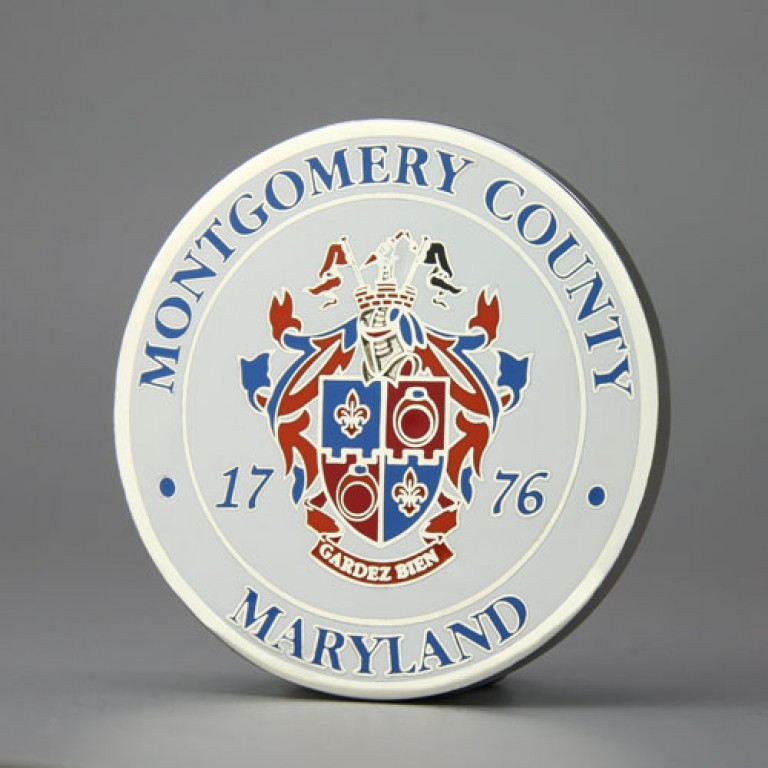 MONTGOMERY COUNTY
17 76
GARDEZ BIEN
MARYLAND